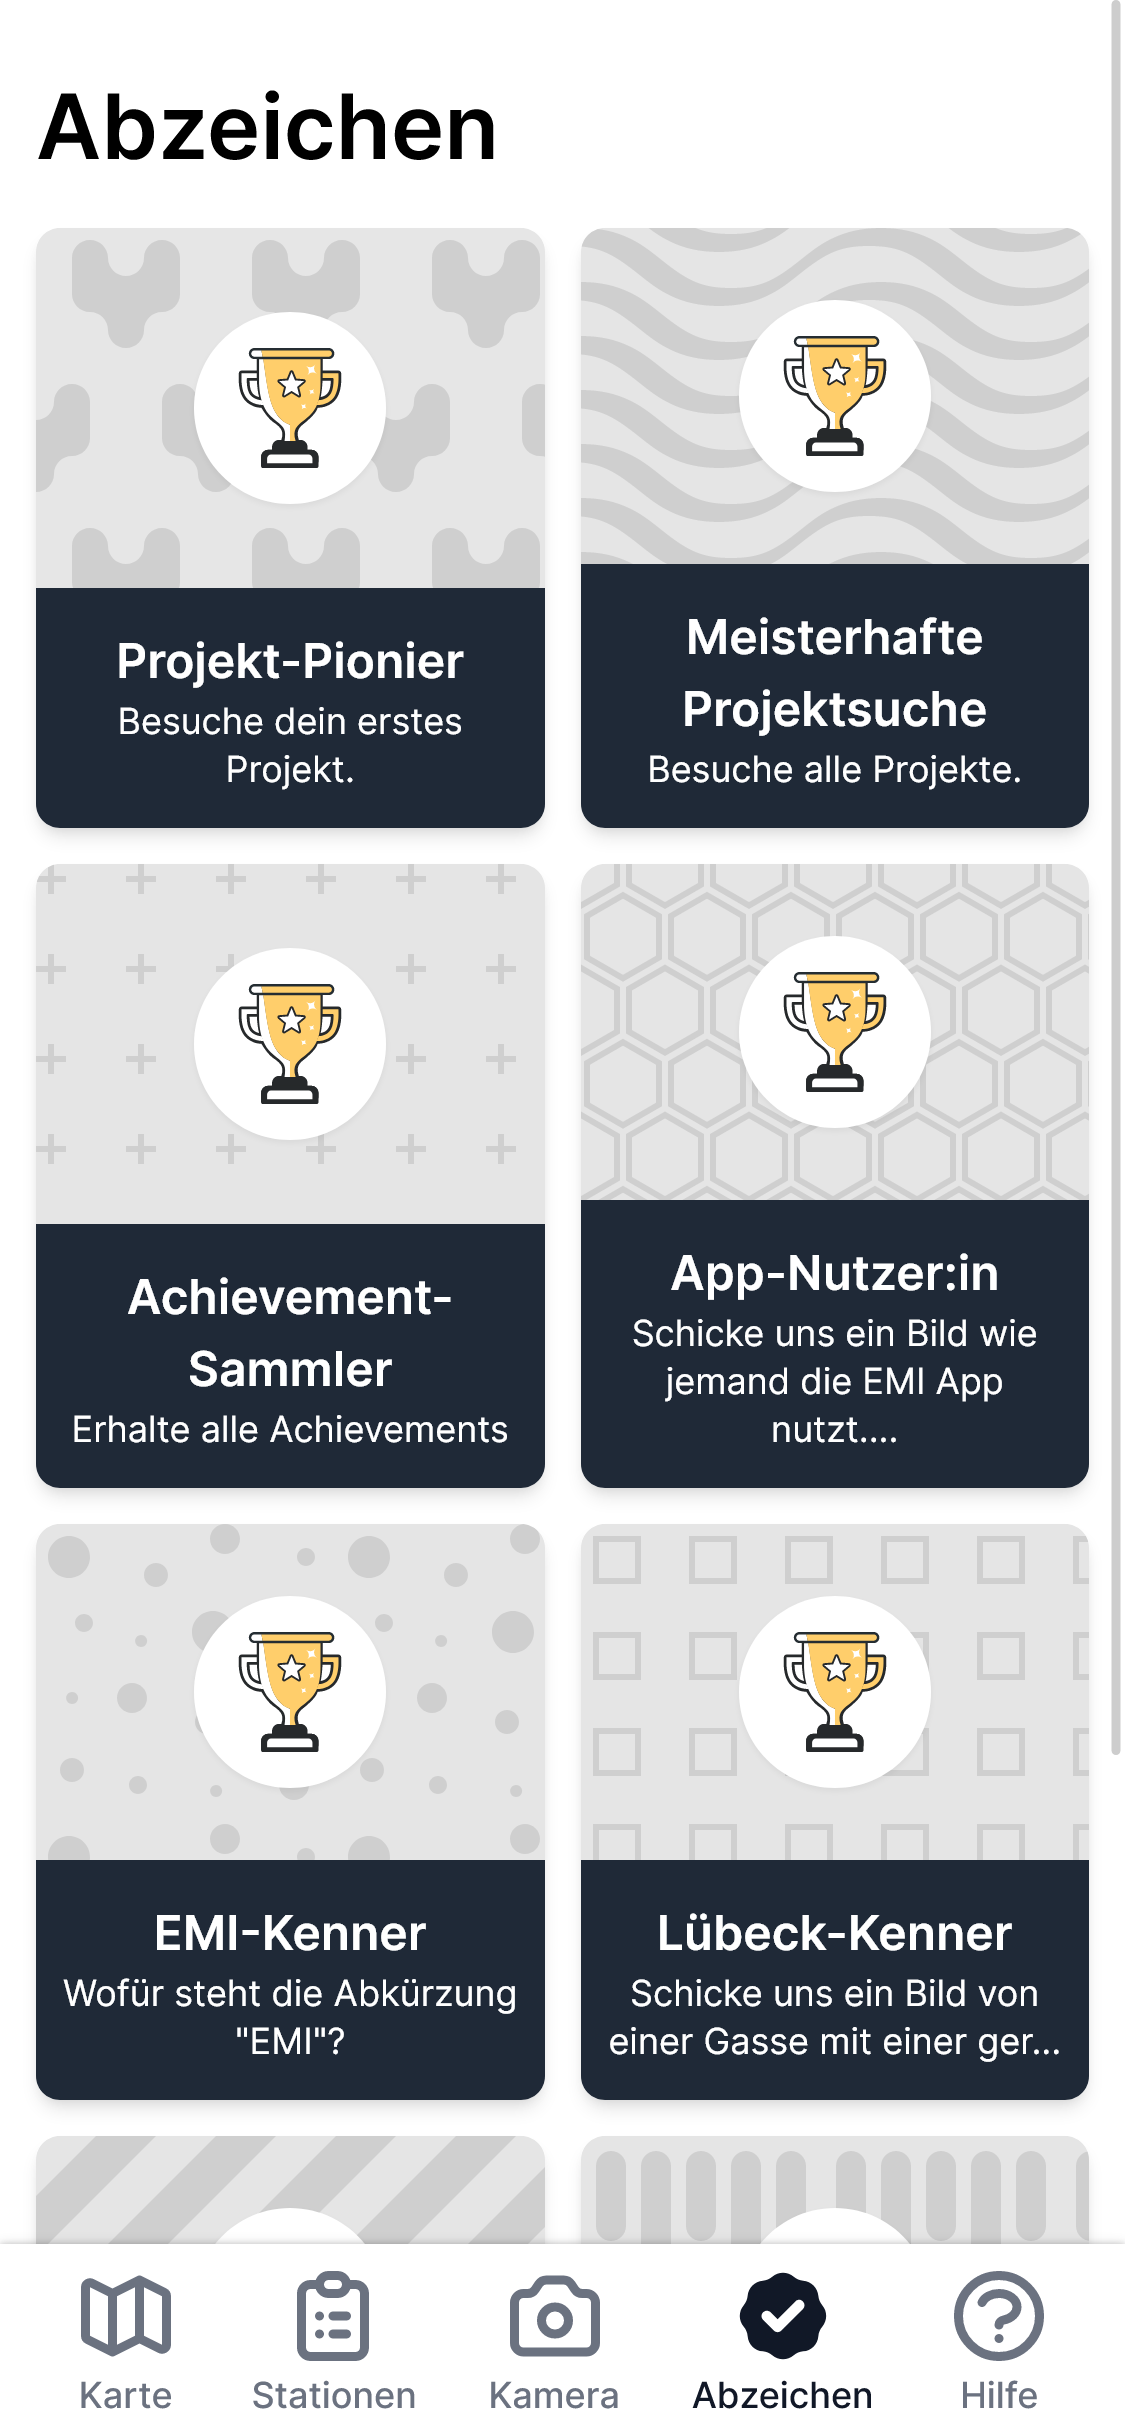 Abzeichen
Projekt-Pionier
Besuche dein erstes
Projekt.
Meisterhafte
Projektsuche
Besuche alle Projekte.
Achievement-
Sammler
Erhalte alle Achievements
App-Nutzer:in
Schicke uns ein Bild wie
jemand die EMI App
nutzt....
EMI-Kenner
Wofür steht die Abkürzung
"EMI"?
Lübeck-Kenner
Schicke uns ein Bild von
einer Gasse mit einer ger...
Karte
Stationen
Kamera
Abzeichen
Hilfe